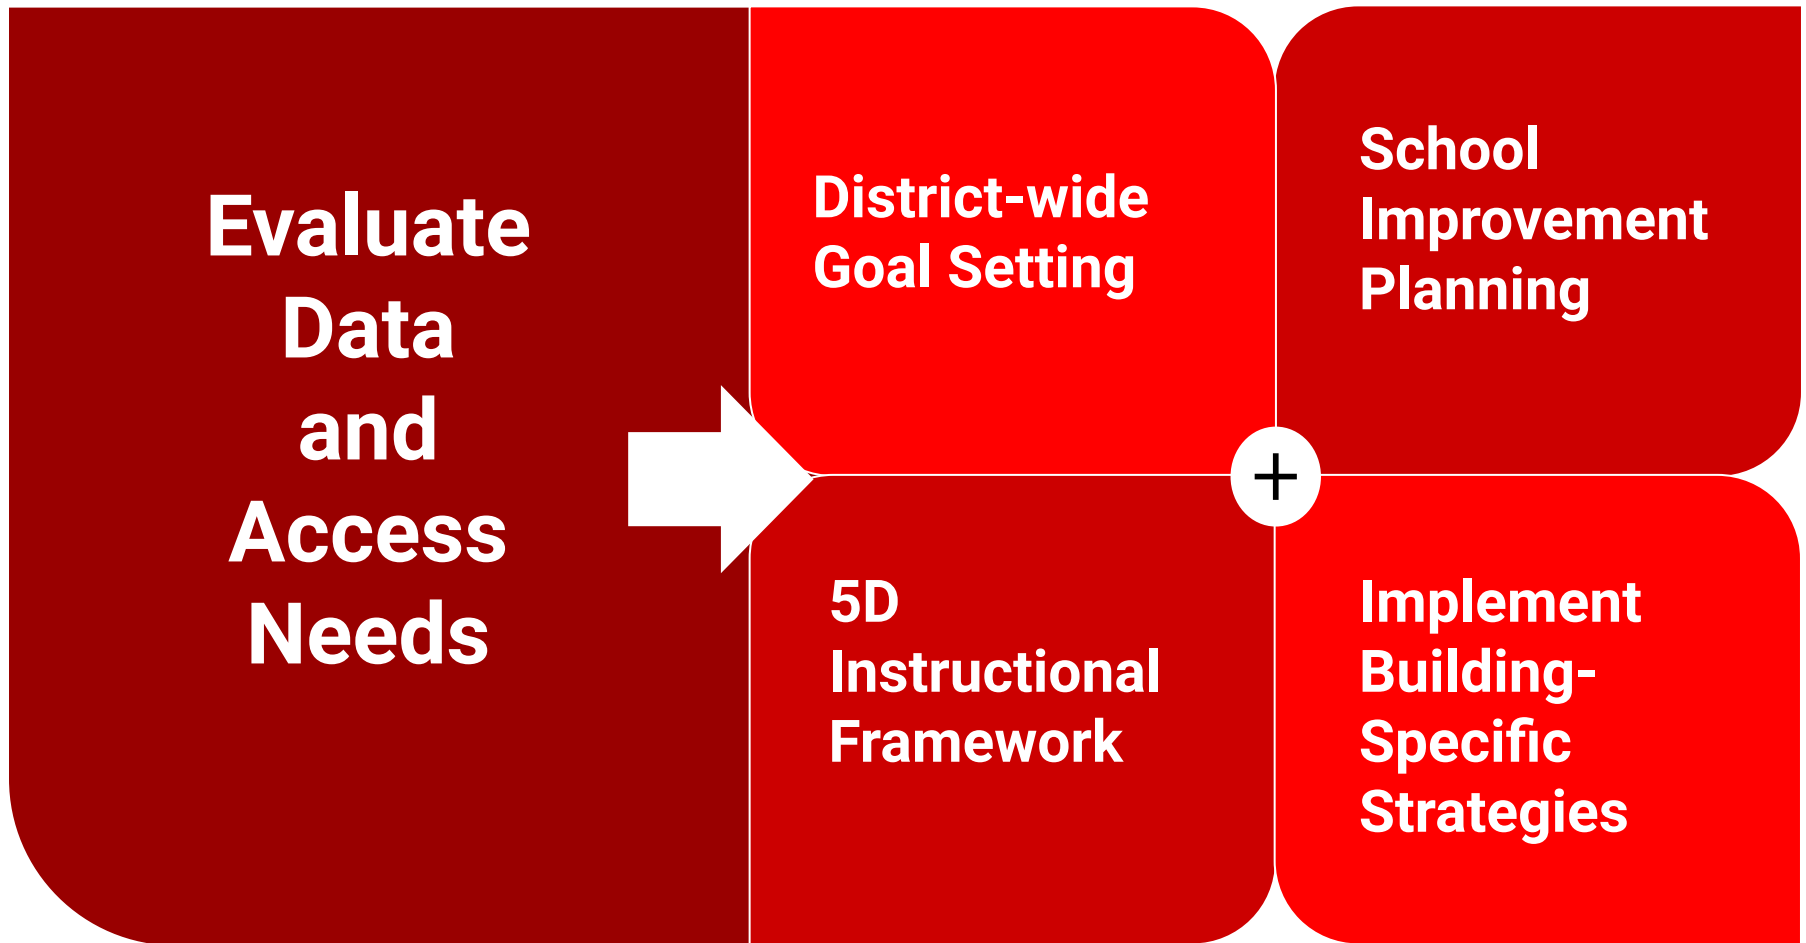 Evaluate
Data
and
Access
Needs
District-wide
Goal Setting
School
Improvement
Planning
+
5D
Instructional
Framework
Implement
Building-
Specific
Strategies